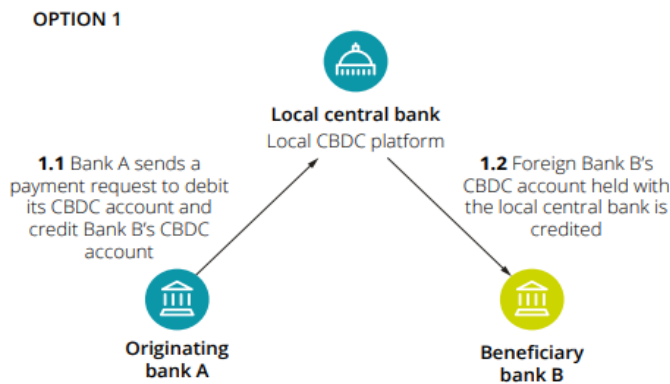 OPTION 1
Local central bank
Local CBDC platform
1.1 Bank A sends a
payment request to debit
its CBDC account and
credit Bank B’s CBDC
account
1.2 Foreign Bank B’s
CBDC account held with
the local central bank is
credited
Originating
bank A
Beneficiary
bank B